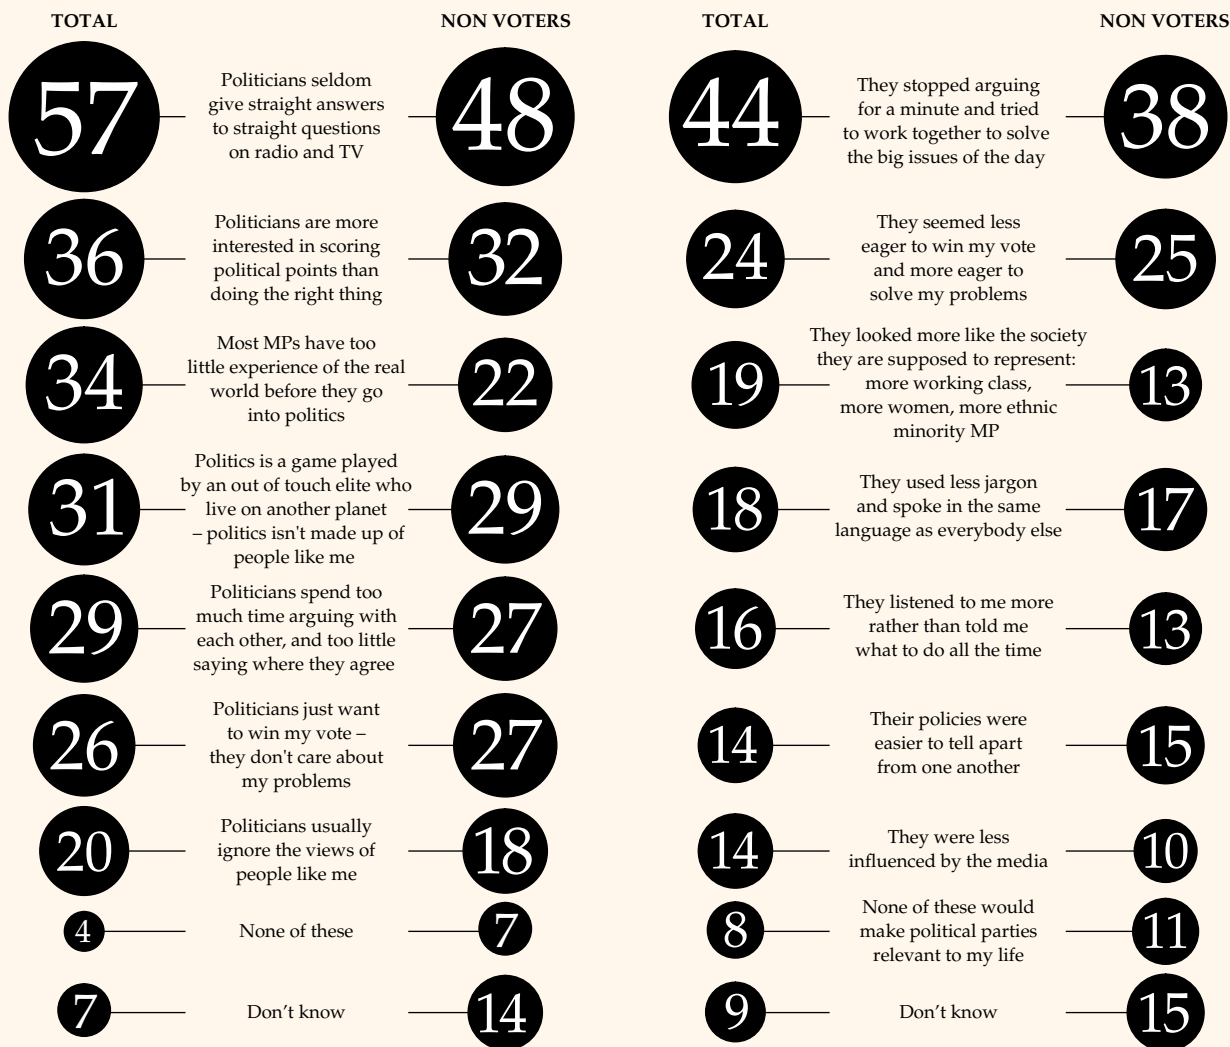 TOTAL
NON VOTERS
57
Politicians seldom
give straight answers
to straight questions
on radio and TV
48
36
Politicians are more
interested in scoring
political points than
doing the right thing
32
34
Most MPs have too
little experience of the real
world before they go
into politics
22
31
Politics is a game played
by an out of touch elite who
live on another planet
– politics isn't made up of
people like me
29
29
Politicians spend too
much time arguing with
each other, and too little
saying where they agree
27
26
Politicians just want
to win my vote –
they don't care about
my problems
27
20
Politicians usually
ignore the views of
people like me
18
4
None of these
7
7
Don’t know
14
TOTAL
NON VOTERS
44
They stopped arguing
for a minute and tried
to work together to solve
the big issues of the day
38
24
They seemed less
eager to win my vote
and more eager to
solve my problems
25
19
They looked more like the society
they are supposed to represent:
more working class,
more women, more ethnic
minority MP
13
18
They used less jargon
and spoke in the same
language as everybody else
17
16
They listened to me more
rather than told me
what to do all the time
13
14
Their policies were
easier to tell apart
from one another
15
14
They were less
influenced by the media
10
8
None of these would
make political parties
relevant to my life
11
9
Don’t know
15